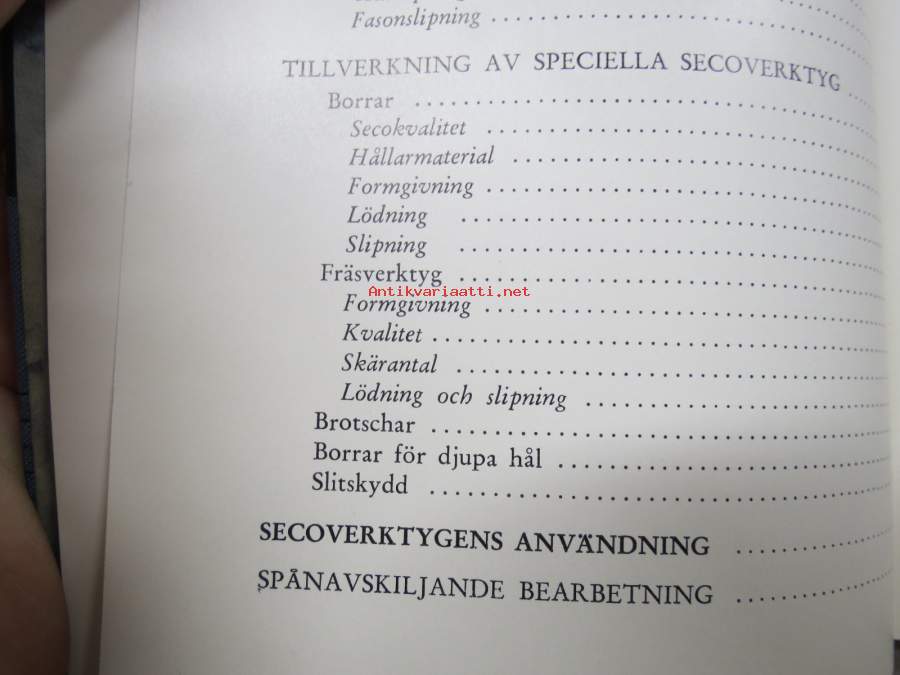 Fasonslipning
TILLVERKNING AV SPECIELLA SECOVERKTYG
Borrar
Secokvalitet
Hållarmaterial
Formgivning
Lödning
Slipning
Fräsverktyg
Antikvariaatti.net
Formgivning
Kvalitet
Skärantal
Lödning och slipning
Brotschar
Borrar för djupa hål
Slitskydd
SECOVERKTYGENS ANVÄNDNING
SPÅNAVSKILJANDE BEARBETNING